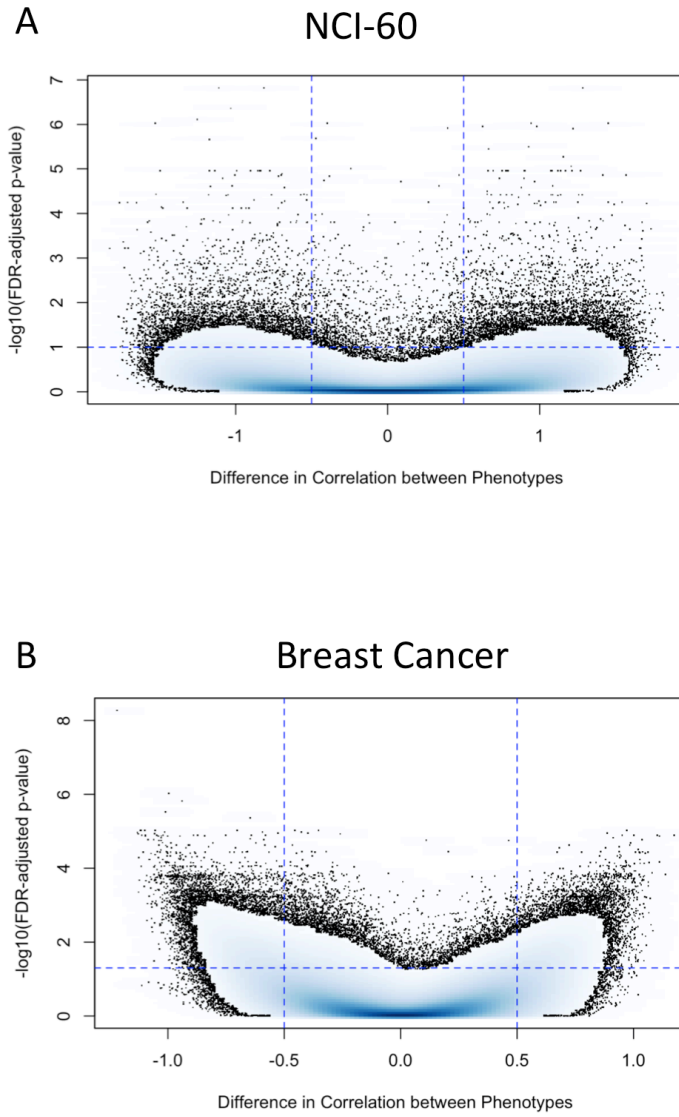 A
NCI-60
7
6
5
4
3
2
1
0
-log10(FDR-adjusted p-value)
-1 0 1
Difference in Correlation between Phenotypes
B
Breast Cancer
8
6
4
2
0
-log10(FDR-adjusted p-value)
-1.0 -0.5 0.0 0.5 1.0
Difference in Correlation between Phenotypes